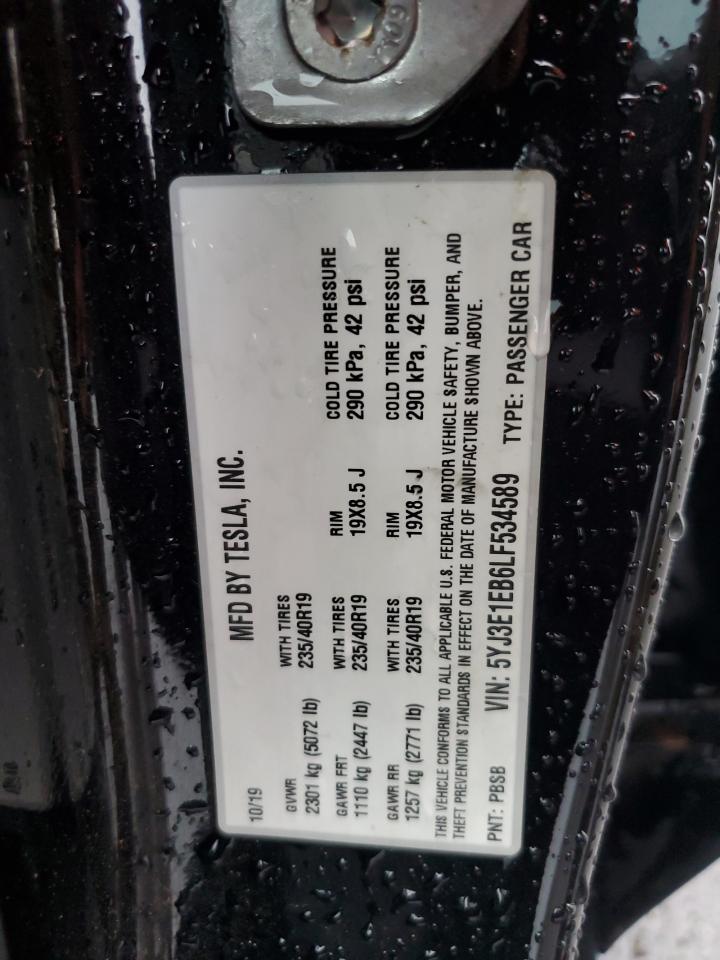 10/19
MFD BY TESLA, INC.
GVWR WITH TIRES
2301 kg (5072 lb) 235/40R19
GAWR FRT WITH TIRES RIM COLD TIRE PRESSURE
1110 kg (2447 lb) 235/40R19 19X8.5 J 290 kPa, 42 psi
GAWR RR WITH TIRES RIM COLD TIRE PRESSURE
1257 kg (2771 lb) 235/40R19 19X8.5 J 290 kPa, 42 psi
THIS VEHICLE CONFORMS TO ALL APPLICABLE U.S. FEDERAL MOTOR VEHICLE SAFETY, BUMPER, AND
THEFT PREVENTION STANDARDS IN EFFECT ON THE DATE OF MANUFACTURE SHOWN ABOVE.
PNT: PBSB VIN: 5YJ3E1EB6LF534589 TYPE: PASSENGER CAR